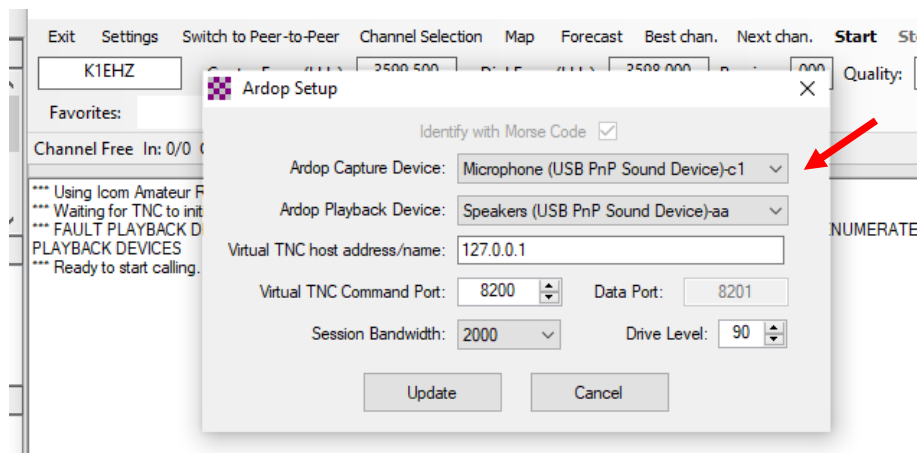 Exit Settings Switch to Peer-to-Peer Channel Selection Map Forecast Best chan. Next chan. Start
K1EHZ 3599.500 3598.000 000 Quality:
Ardop Setup
Favorites:
Identify with Morse Code
Channel Free In: 0/0
Ardop Capture Device: Microphone (USB PnP Sound Device)-c1
*** Using Icom Amateur R
Ardop Playback Device: Speakers (USB PnP Sound Device)-aa
*** Waiting for TNC to init
*** FAULT PLAYBACK D NUMERATE
PLAYBACK DEVICES
Virtual TNC host address/name: 127.0.0.1
*** Ready to start calling.
Virtual TNC Command Port: 8200 Data Port: 8201
Session Bandwidth: 2000 Drive Level: 90
Update Cancel